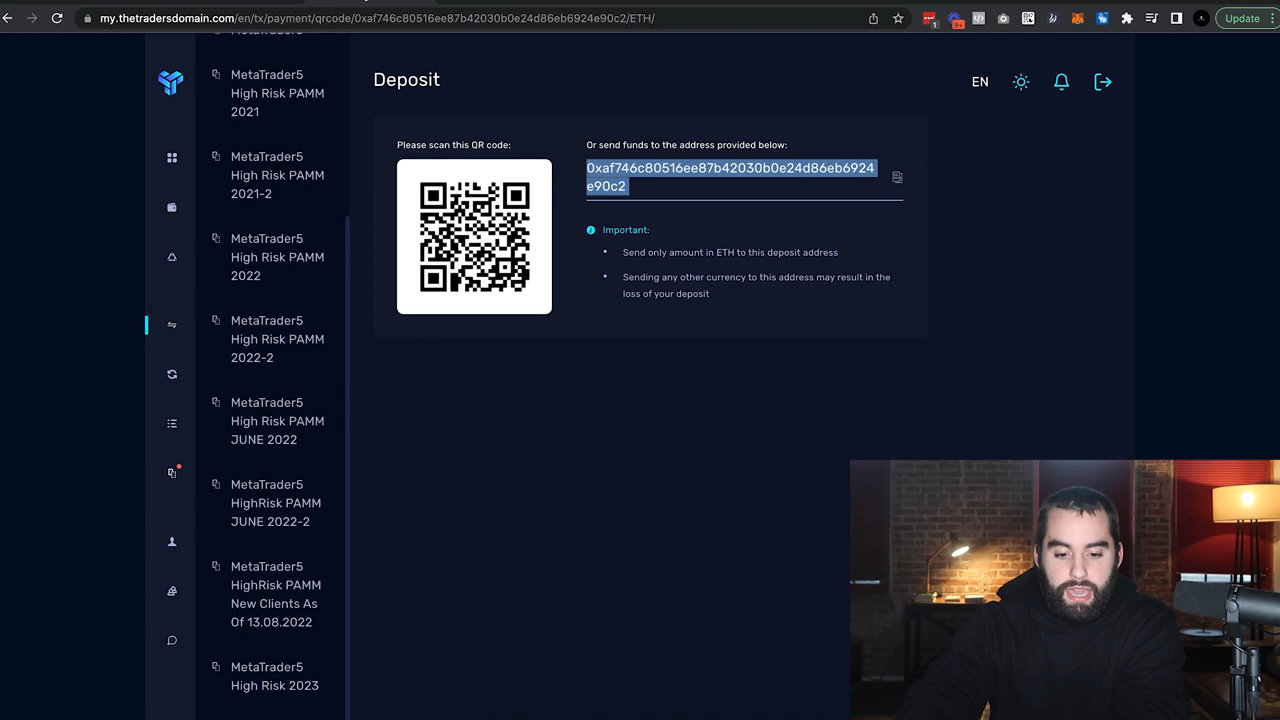 my.thetradersdomain.com/en/tx/payment/qrcode/0xaf746c80516ee87b42030b0e24d86eb6924e90c2/ETH/
1
9+
Update
MetaTrader5
High Risk PAMM
2021
MetaTrader5
High Risk PAMM
2021-2
MetaTrader5
High Risk PAMM
2022
MetaTrader5
High Risk PAMM
2022-2
MetaTrader5
High Risk PAMM
JUNE 2022
MetaTrader5
HighRisk PAMM
JUNE 2022-2
MetaTrader5
HighRisk PAMM
New Clients As
Of 13.08.2022
MetaTrader5
High Risk 2023
Deposit
EN
Please scan this QR code:
Or send funds to the address provided below:
0xaf746c80516ee87b42030b0e24d86eb6924
e90c2
Important:
• Send only amount in ETH to this deposit address
• Sending any other currency to this address may result in the
loss of your deposit